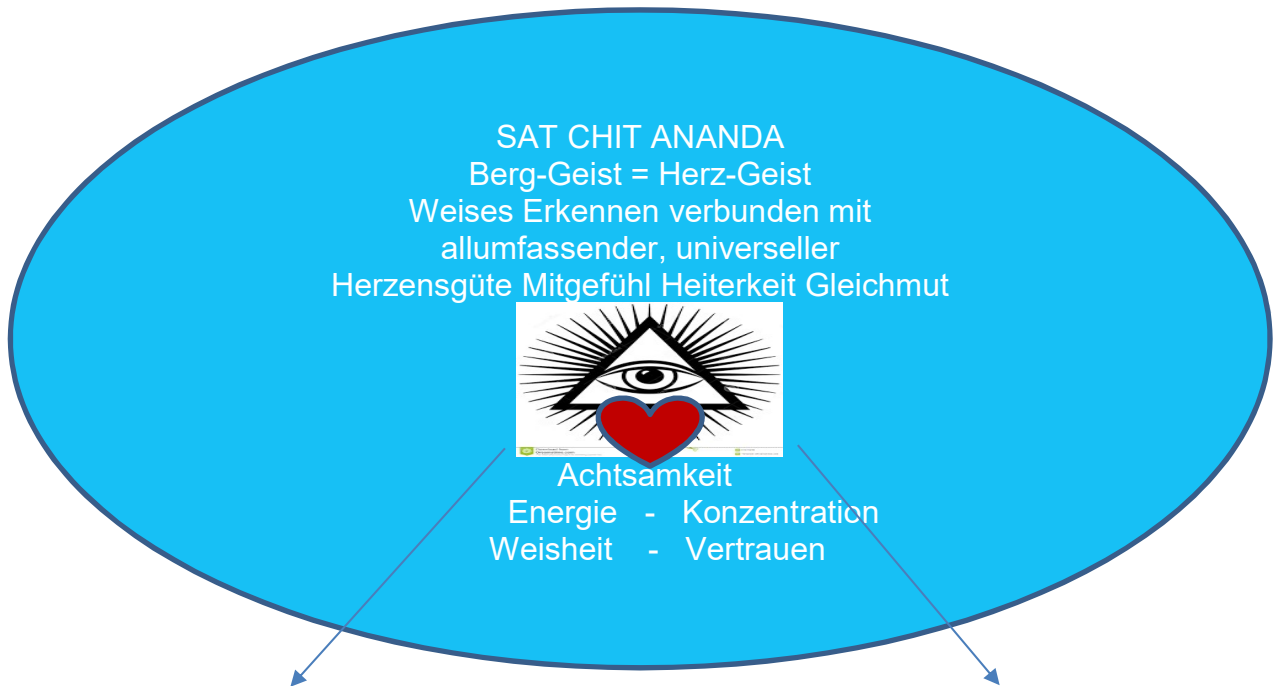 SAT CHIT ANANDA
Berg-Geist = Herz-Geist
Weises Erkennen verbunden mit
allumfassender, universeller
Herzensgüte Mitgefühl Heiterkeit Gleichmut
Achtsamkeit
Energie - Konzentration
Weisheit - Vertrauen